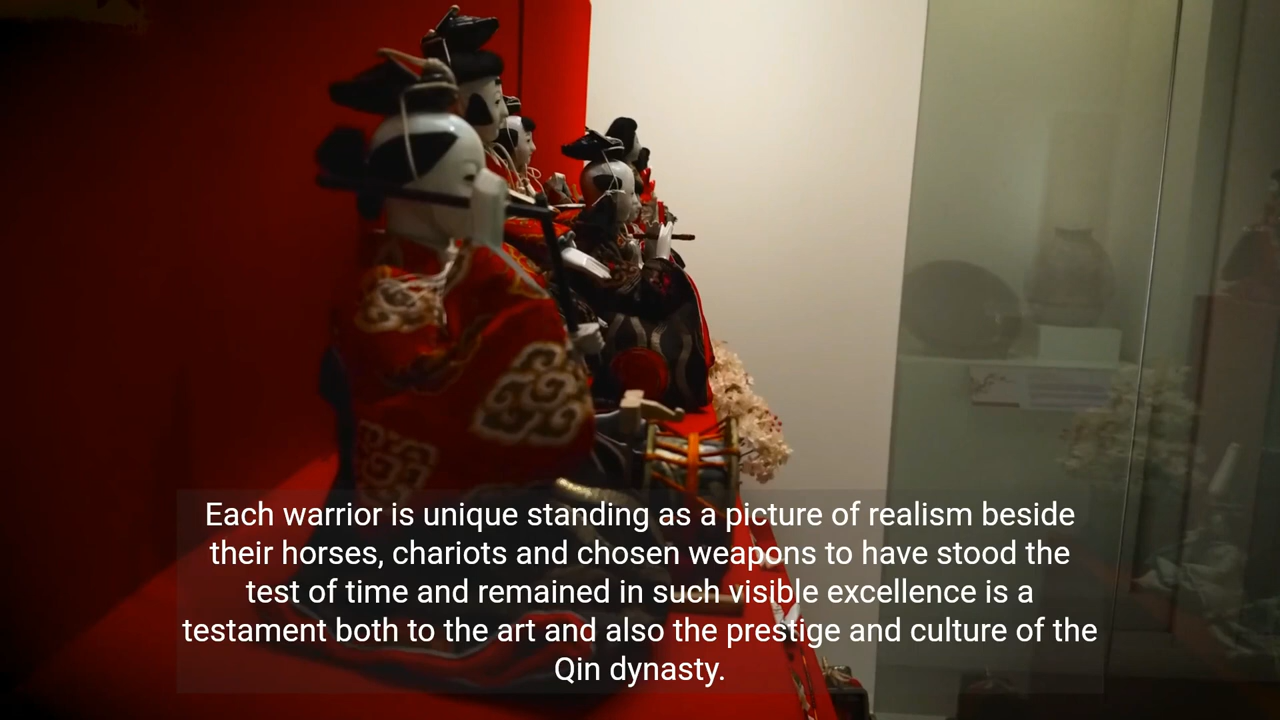 Each warrior is unique standing as a picture of realism beside
their horses, chariots and chosen weapons to have stood the
test of time and remained in such visible excellence is a
testament both to the art and also the prestige and culture of the
Qin dynasty.